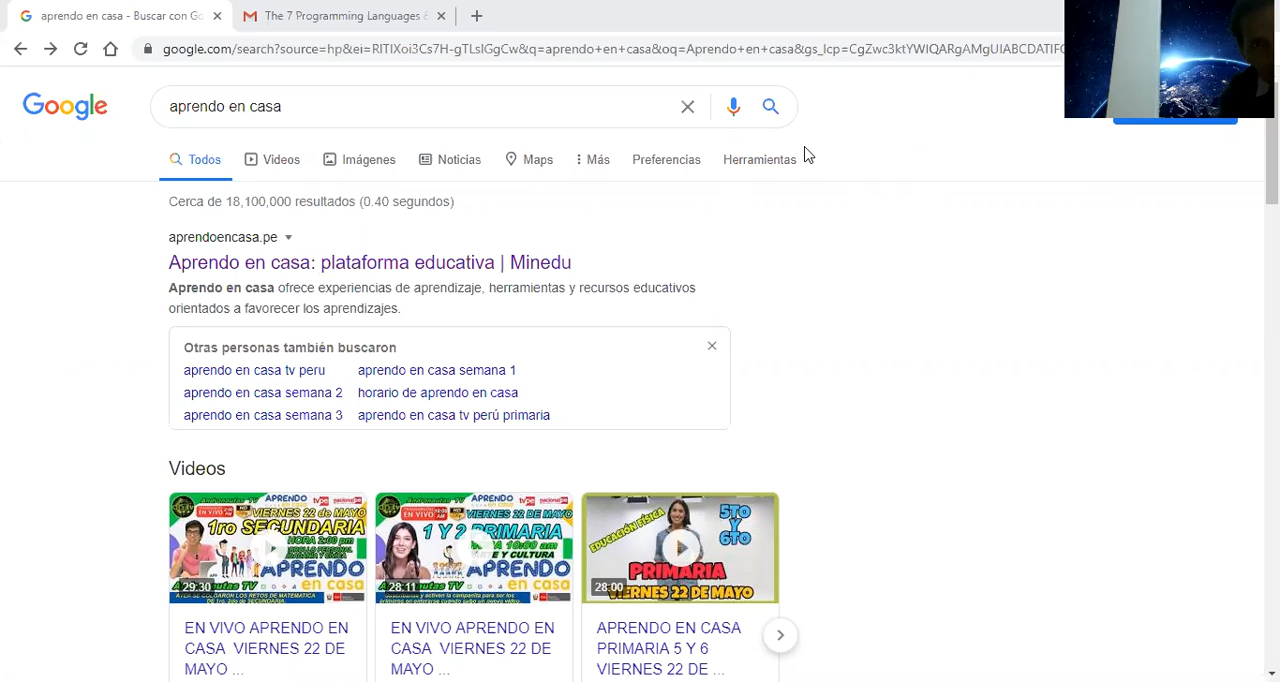 aprendo en casa - Buscar con Go
The 7 Programming Languages &
google.com/search?source=hp&ei=RlTIXoi3Cs7H-gTLsIGgCw&q=aprendo+en+casa&oq=Aprendo+en+casa&gs_lcp=CgZwc3ktYWIQARgAMgUIABCDATIFC
Google
aprendo en casa
Todos
Videos
Imágenes
Noticias
Maps
Más
Preferencias
Herramientas
Cerca de 18,100,000 resultados (0.40 segundos)
aprendoencasa.pe
Aprendo en casa: plataforma educativa | Minedu
Aprendo en casa ofrece experiencias de aprendizaje, herramientas y recursos educativos
orientados a favorecer los aprendizajes.
Otras personas también buscaron
aprendo en casa tv peru
aprendo en casa semana 1
aprendo en casa semana 2
horario de aprendo en casa
aprendo en casa semana 3
aprendo en casa tv perú primaria
Videos
VIERNES 22 de MAYO
1ro SECUNDARIA
HORA 2:00 pm
APRENDO
en casa
29:30
VIERNES 22 DE MAYO
1 Y 2 PRIMARIA
APRENDO
en casa
28:11
EDUCACIÓN FÍSICA
5TO
Y
6TO
PRIMARIA
VIERNES 22 DE MAYO
28:00
EN VIVO APRENDO EN
CASA VIERNES 22 DE
MAYO ...
EN VIVO APRENDO EN
CASA VIERNES 22 DE
MAYO ...
APRENDO EN CASA
PRIMARIA 5 Y 6
VIERNES 22 DE ...